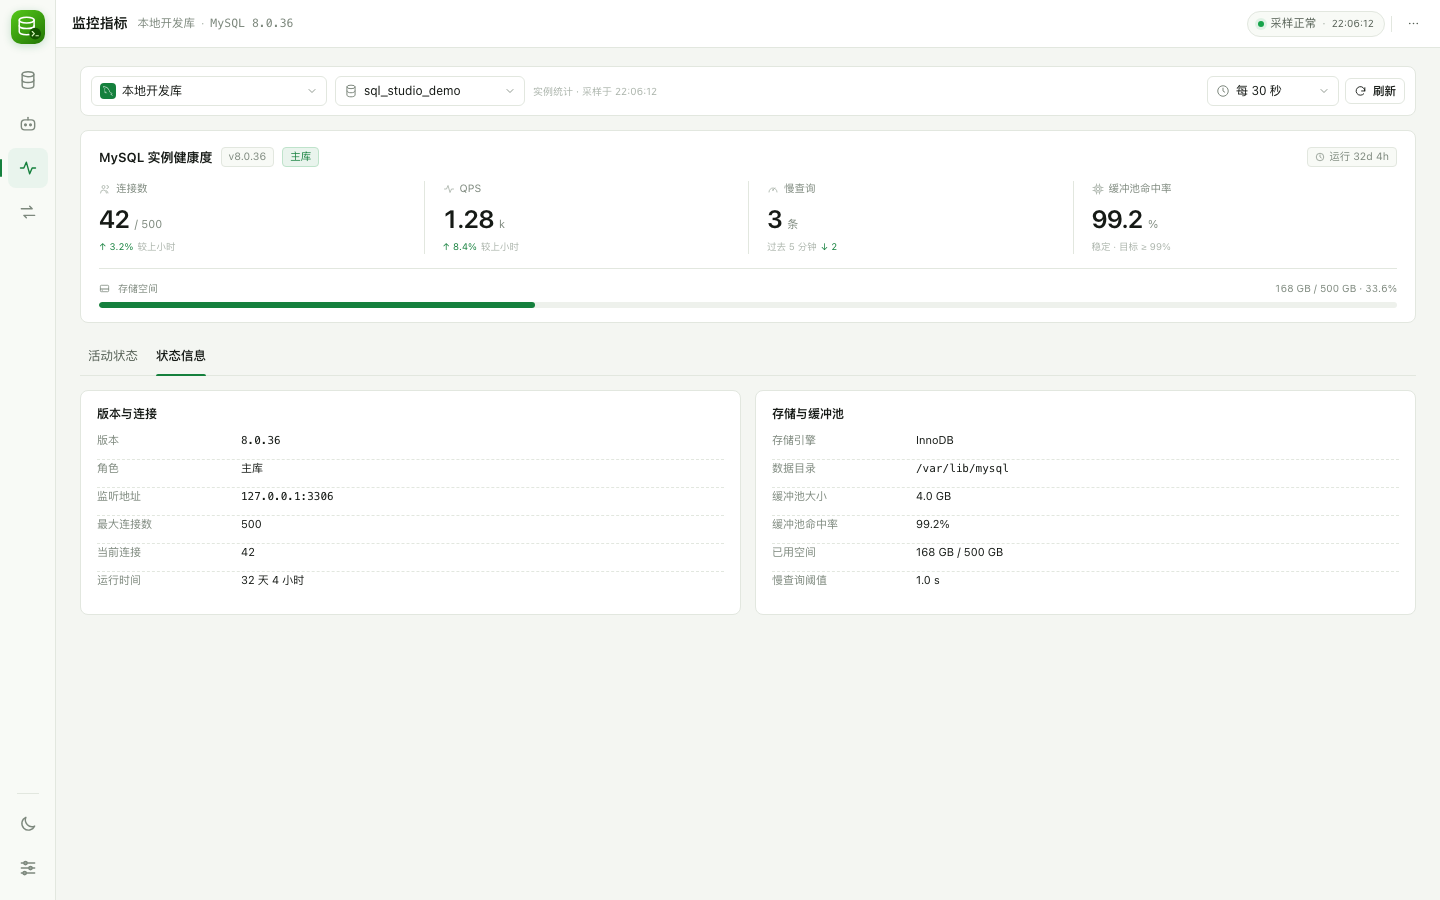 监控指标 本地开发库 · MySQL 8.0.36
采样正常 · 22:06:12 ···
本地开发库 sql_studio_demo 实例统计 · 采样于 22:06:12 每 30 秒 刷新
MySQL 实例健康度 v8.0.36 主库 运行 32d 4h
连接数 QPS 慢查询 缓冲池命中率
42 / 500 1.28 k 3 条 99.2 %
↑ 3.2% 较上小时 ↑ 8.4% 较上小时 过去 5 分钟 ↓ 2 稳定 · 目标 ≥ 99%
存储空间 168 GB / 500 GB · 33.6%
活动状态 状态信息
版本与连接
版本 8.0.36
角色 主库
监听地址 127.0.0.1:3306
最大连接数 500
当前连接 42
运行时间 32 天 4 小时
存储与缓冲池
存储引擎 InnoDB
数据目录 /var/lib/mysql
缓冲池大小 4.0 GB
缓冲池命中率 99.2%
已用空间 168 GB / 500 GB
慢查询阈值 1.0 s